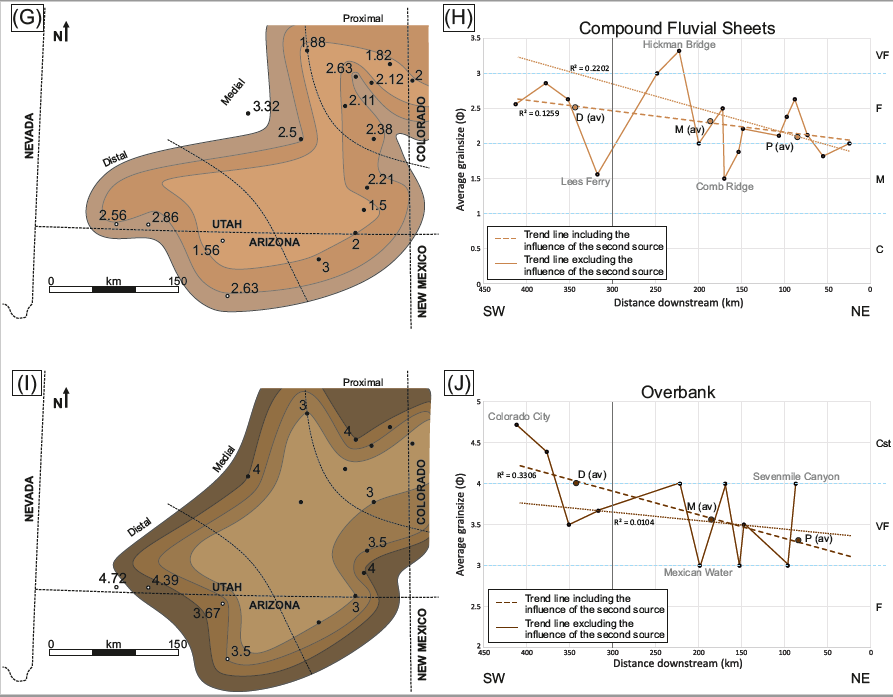 (G)
N
Proximal
Medial
Distal
NEVADA
COLORADO
UTAH
ARIZONA
NEW MEXICO
1.88
1.82
2.63
2.12
2
2.11
3.32
2.5
2.38
2.21
1.5
2.56
2.86
1.56
2
3
2.63
0 km 150
(H)
Compound Fluvial Sheets
Average grainsize (Φ)
3.5
3
2.5
2
1.5
1
0.5
0
VF
F
M
C
Hickman Bridge
R² = 0.2202
R² = 0.1259
D (av)
M (av)
P (av)
Lees Ferry
Comb Ridge
Trend line including the
influence of the second source
Trend line excluding the
influence of the second source
450 400 350 300 250 200 150 100 50 0
Distance downstream (km)
SW NE
(I)
N
Proximal
Medial
Distal
NEVADA
COLORADO
UTAH
ARIZONA
NEW MEXICO
3
4
4
3
3.5
4
4.72
4.39
3.67
3
3.5
0 km 150
(J)
Overbank
Average grainsize (Φ)
5
4.5
4
3.5
3
2.5
2
Cst
VF
F
Colorado City
R² = 0.3306
D (av)
Sevenmile Canyon
M (av)
R² = 0.0104
P (av)
Mexican Water
Trend line including the
influence of the second source
Trend line excluding the
influence of the second source
450 400 350 300 250 200 150 100 50 0
Distance downstream (km)
SW NE